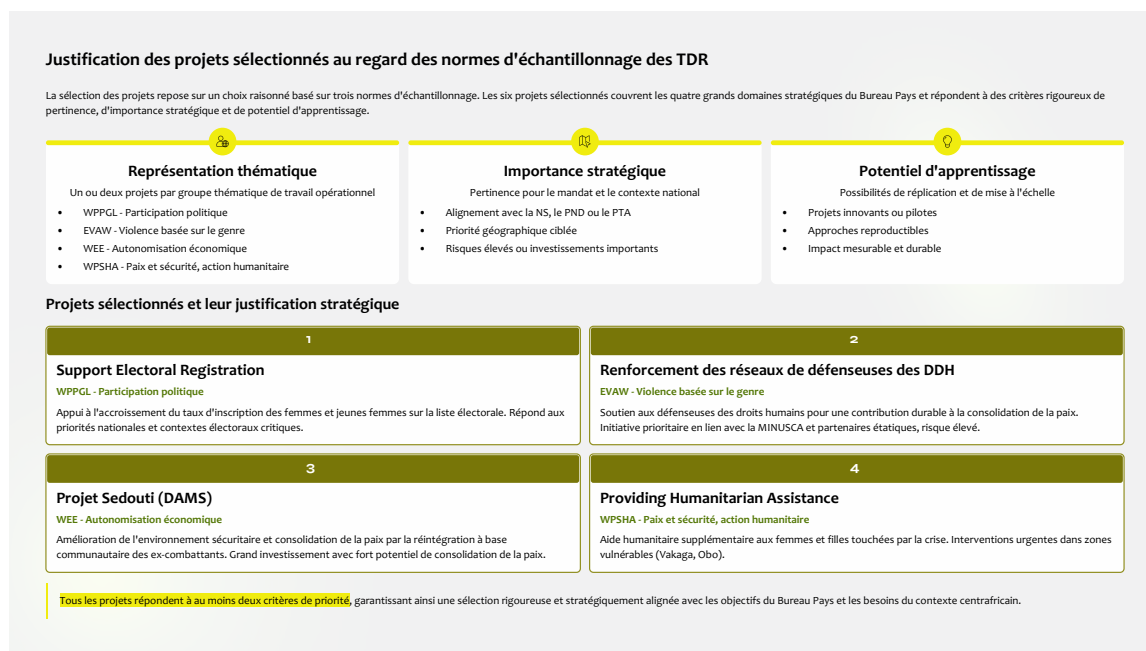 Justification des projets sélectionnés au regard des normes d'échantillonnage des TDR
La sélection des projets repose sur un choix raisonné basé sur trois normes d'échantillonnage. Les six projets sélectionnés couvrent les quatre grands domaines stratégiques du Bureau Pays et répondent à des critères rigoureux de
pertinence, d'importance stratégique et de potentiel d'apprentissage.
Représentation thématique
Un ou deux projets par groupe thématique de travail opérationnel
• WPPGL - Participation politique
• EVAW - Violence basée sur le genre
• WEE - Autonomisation économique
• WPSHA - Paix et sécurité, action humanitaire
Importance stratégique
Pertinence pour le mandat et le contexte national
• Alignement avec la NS, le PND ou le PTA
• Priorité géographique ciblée
• Risques élevés ou investissements importants
Potentiel d'apprentissage
Possibilités de réplication et de mise à l'échelle
• Projets innovants ou pilotes
• Approches reproductibles
• Impact mesurable et durable
Projets sélectionnés et leur justification stratégique
1
Support Electoral Registration
WPPGL - Participation politique
Appui à l'accroissement du taux d'inscription des femmes et jeunes femmes sur la liste électorale. Répond aux
priorités nationales et contextes électoraux critiques.
2
Renforcement des réseaux de défenseuses des DDH
EVAW - Violence basée sur le genre
Soutien aux défenseuses des droits humains pour une contribution durable à la consolidation de la paix.
Initiative prioritaire en lien avec la MINUSCA et partenaires étatiques, risque élevé.
3
Projet Sedouti (DAMS)
WEE - Autonomisation économique
Amélioration de l'environnement sécuritaire et consolidation de la paix par la réintégration à base
communautaire des ex-combattants. Grand investissement avec fort potentiel de consolidation de la paix.
4
Providing Humanitarian Assistance
WPSHA - Paix et sécurité, action humanitaire
Aide humanitaire supplémentaire aux femmes et filles touchées par la crise. Interventions urgentes dans zones
vulnérables (Vakaga, Obo).
Tous les projets répondent à au moins deux critères de priorité, garantissant ainsi une sélection rigoureuse et stratégiquement alignée avec les objectifs du Bureau Pays et les besoins du contexte centrafricain.